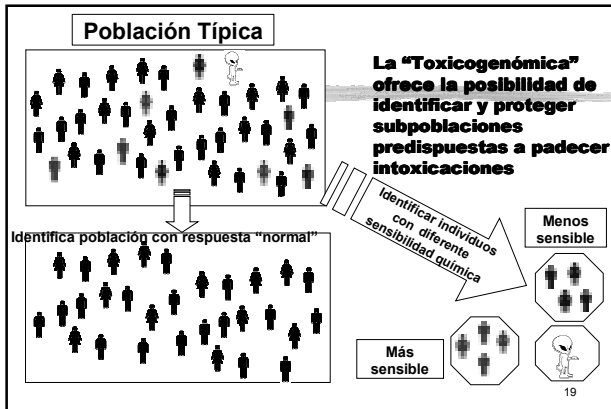 Población Típica
La “Toxicogenómica”
ofrece la posibilidad de
identificar y proteger
subpoblaciones
predispuestas a padecer
intoxicaciones
Identificar individuos
con diferente
sensibilidad química
Identifica población con respuesta “normal”
Menos
sensible
Más
sensible
19